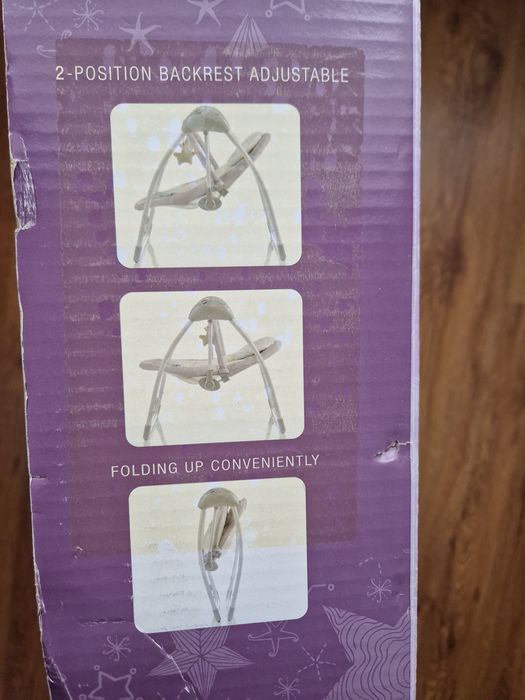 2-POSITION BACKREST ADJUSTABLE
FOLDING UP CONVENIENTLY